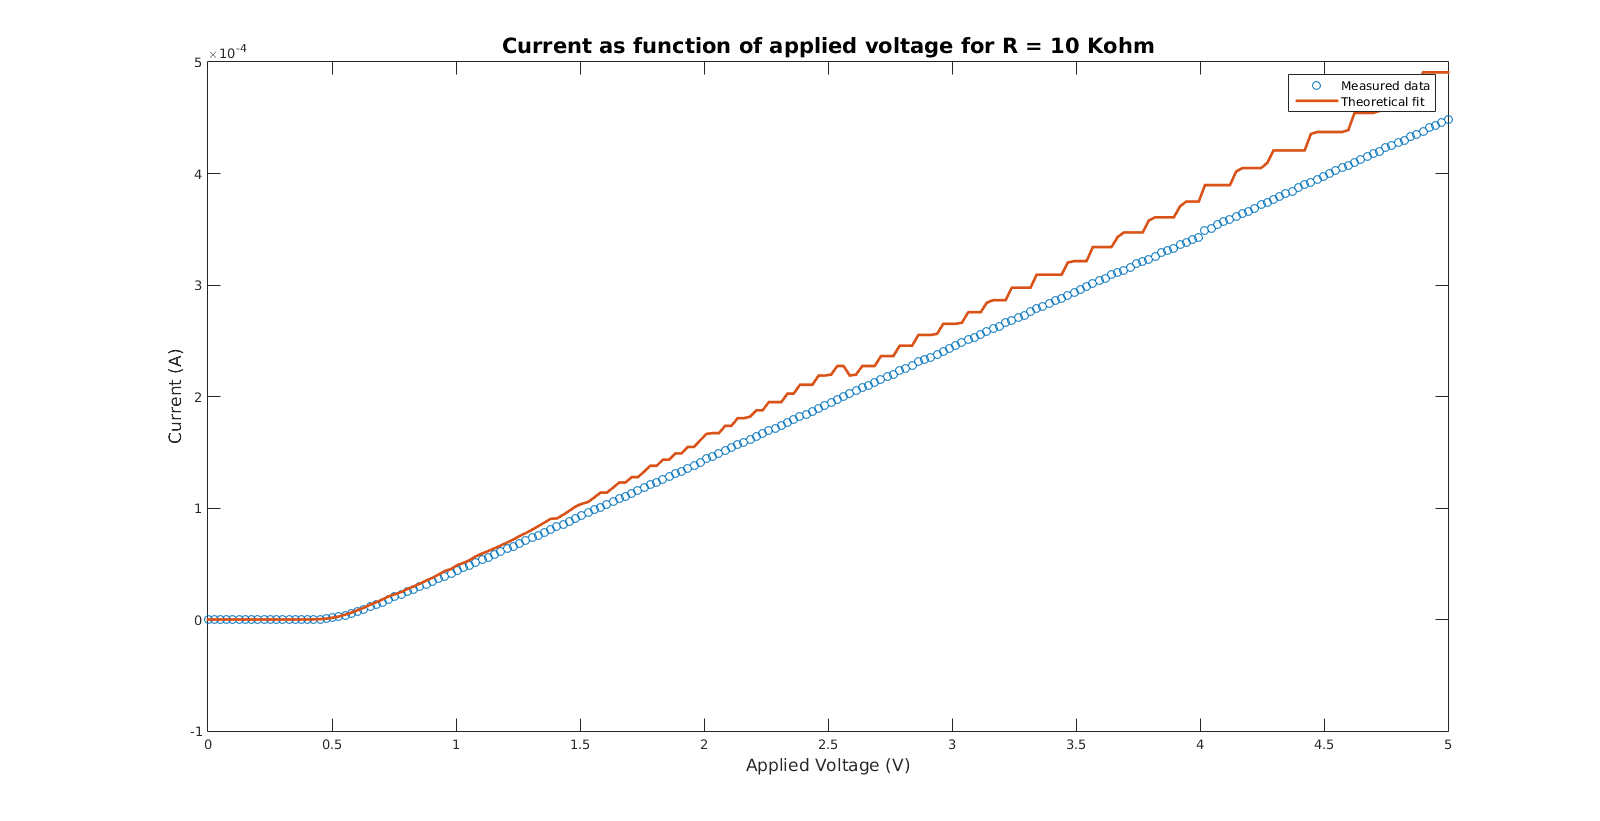 Current as function of applied voltage for R = 10 Kohm
×10-4
5
4
3
2
1
0
-1
Current (A)
Measured data
Theoretical fit
0 0.5 1 1.5 2 2.5 3 3.5 4 4.5 5
Applied Voltage (V)